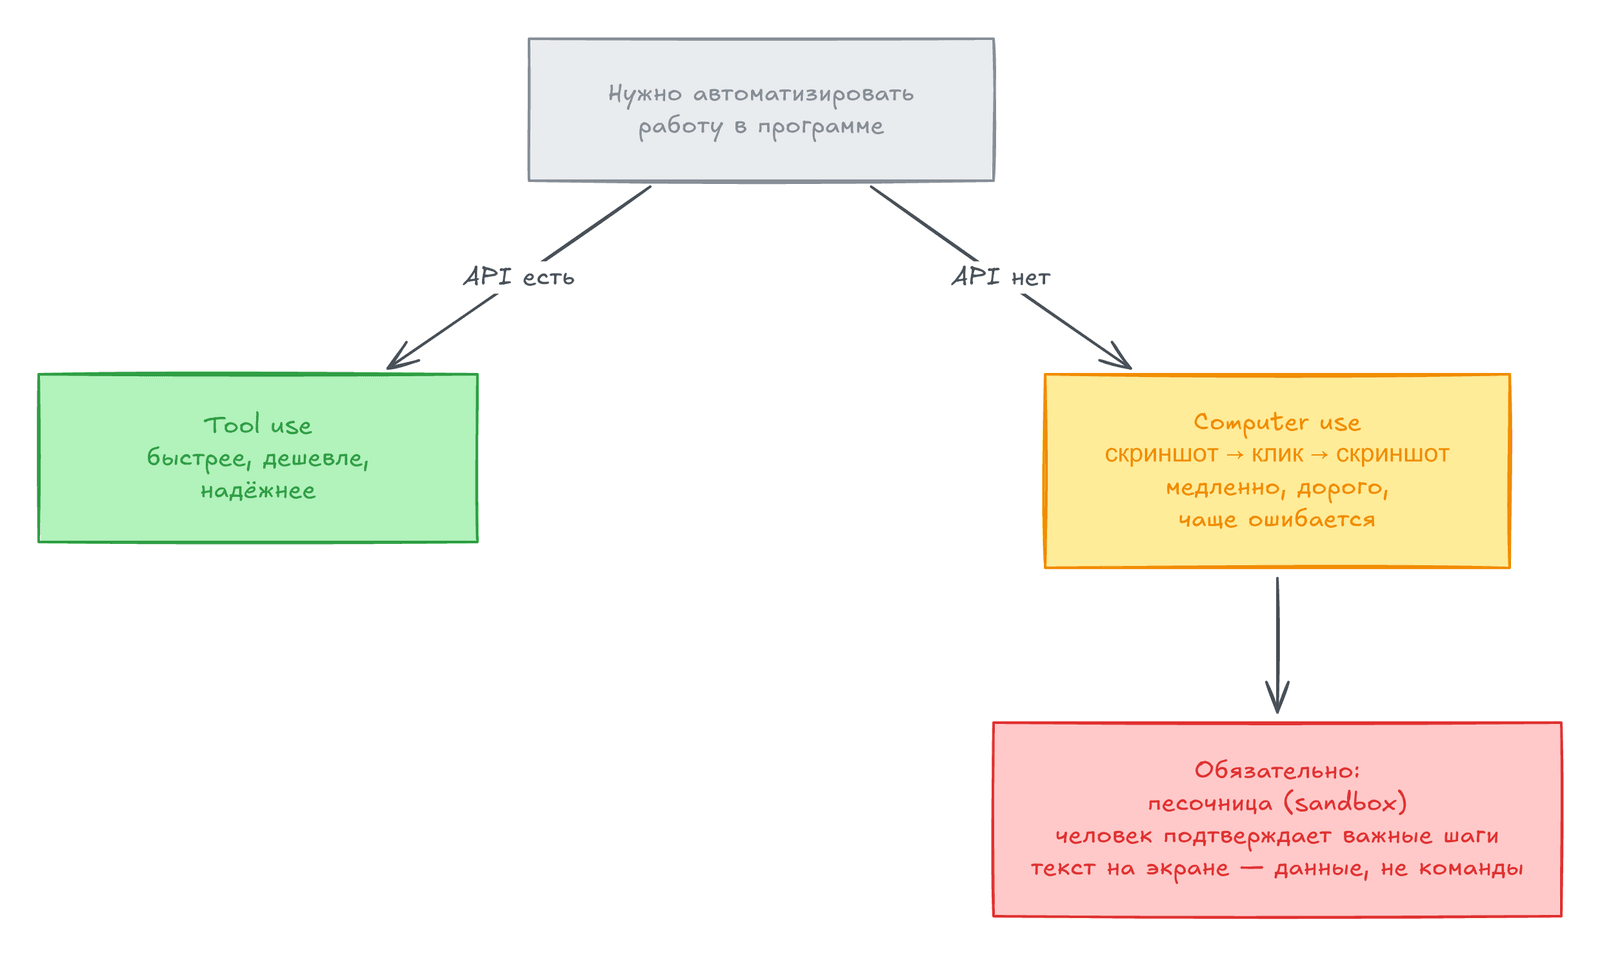 Нужно автоматизировать
работу в программе
API есть
API нет
Tool use
быстрее, дешевле,
надёжнее
Computer use
скриншот → клик → скриншот
медленно, дорого,
чаще ошибается
Обязательно:
песочница (sandbox)
человек подтверждает важные шаги
текст на экране — данные, не команды